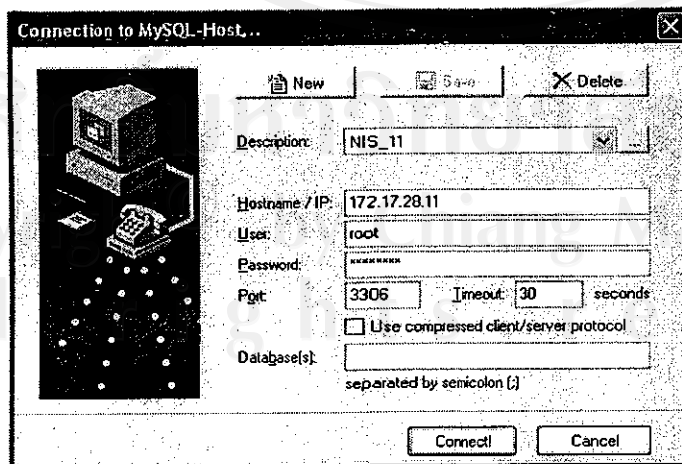 Connection to MySQL-Host...
New Save Delete
Description: NIS_11 ...
Hostname / IP: 172.17.28.11
User: root
Password: ********
Port: 3306 Timeout: 30 seconds
Use compressed client/server protocol
Database(s):
separated by semicolon (;)
Connect! Cancel